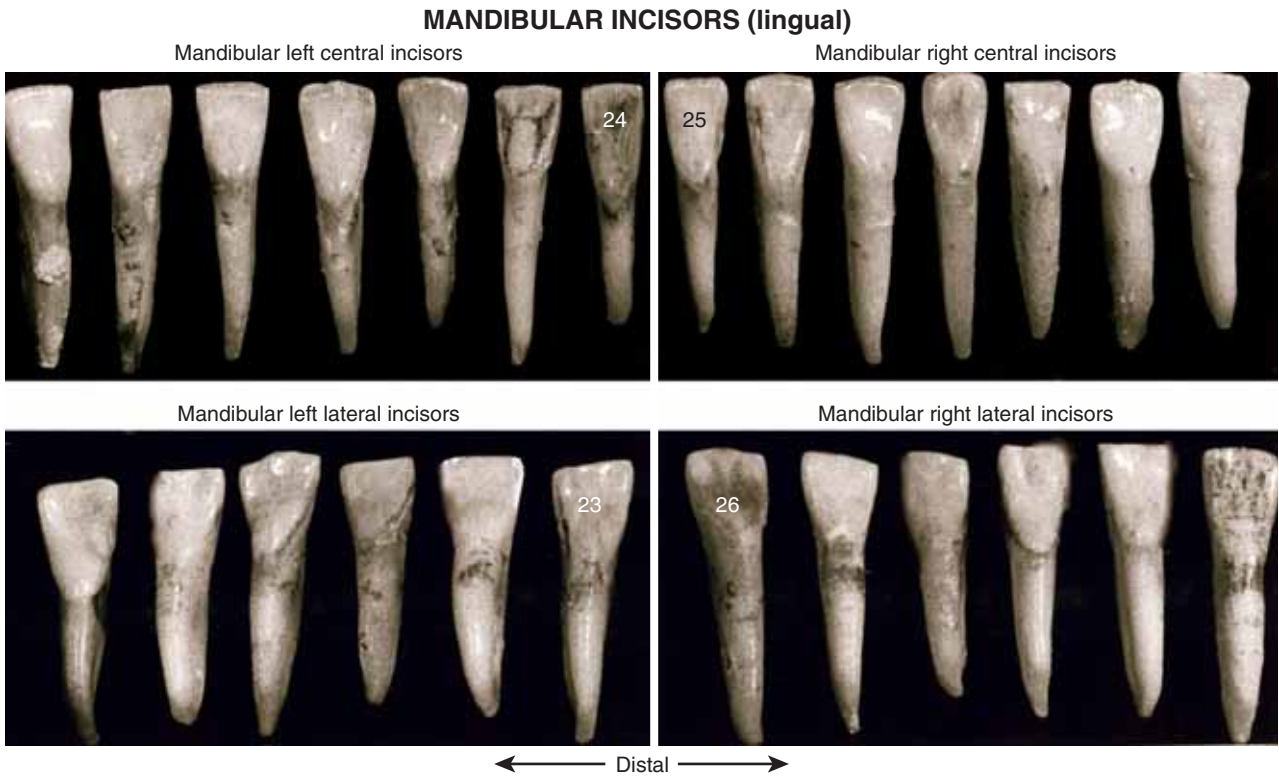 MANDIBULAR INCISORS (lingual)
Mandibular left central incisors
Mandibular right central incisors
24
25
Mandibular left lateral incisors
Mandibular right lateral incisors
23
26
Distal